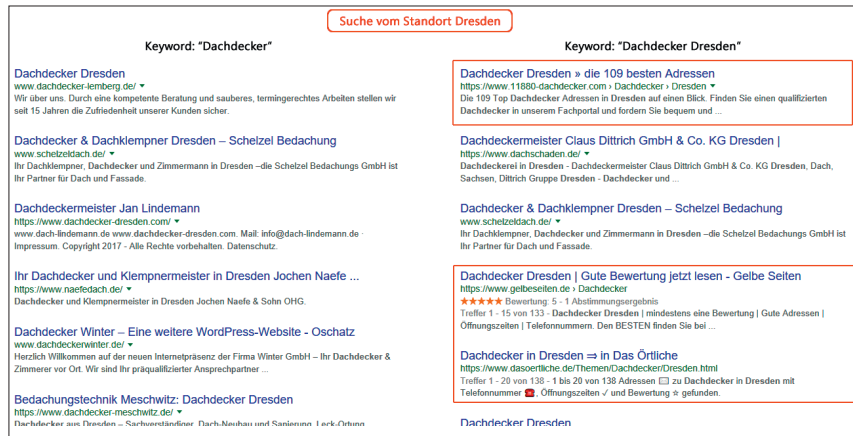 Suche vom Standort Dresden
Keyword: “Dachdecker”
Dachdecker Dresden
www.dachdecker-lemberg.de/ ▼
Wir über uns. Durch eine kompetente Beratung und sauberes, termingerechtes Arbeiten stellen wir
seit 15 Jahren die Zufriedenheit unserer Kunden sicher.
Dachdecker & Dachklempner Dresden – Schelzel Bedachung
www.schelzeldach.de/ ▼
Ihr Dachklempner, Dachdecker und Zimmermann in Dresden –die Schelzel Bedachungs GmbH ist
Ihr Partner für Dach und Fassade.
Dachdeckermeister Jan Lindemann
https://www.dachdecker-dresden.com/ ▼
www.dach-lindemann.de www.dachdecker-dresden.com. Mail: info@dach-lindemann.de ·
Impressum. Copyright 2017 - Alle Rechte vorbehalten. Datenschutz.
Ihr Dachdecker und Klempnermeister in Dresden Jochen Naefe ...
https://www.naefedach.de/ ▼
Dachdecker und Klempnermeister in Dresden Jochen Naefe & Sohn OHG.
Dachdecker Winter – Eine weitere WordPress-Website - Oschatz
www.dachdeckerwinter.de/ ▼
Herzlich Willkommen auf der neuen Internetpräsenz der Firma Winter GmbH – Ihr Dachdecker &
Zimmerer vor Ort. Wir sind Ihr präqualifizierter Ansprechpartner ...
Bedachungstechnik Meschwitz: Dachdecker Dresden
https://www.dachdecker-meschwitz.de/ ▼
Dachdecker aus Dresden – Sachverständiger, Dach-Neubau und Sanierung, Leck-Ortung
Keyword: “Dachdecker Dresden”
Dachdecker Dresden » die 109 besten Adressen
https://www.11880-dachdecker.com › Dachdecker › Dresden ▼
Die 109 Top Dachdecker Adressen in Dresden auf einen Blick. Finden Sie einen qualifizierten
Dachdecker in unserem Fachportal und fordern Sie bequem und ...
Dachdeckermeister Claus Dittrich GmbH & Co. KG Dresden |
https://www.dachschaden.de/ ▼
Dachdeckerei in Dresden - Dachdeckermeister Claus Dittrich GmbH & Co. KG Dresden, Dach,
Sachsen, Dittrich Gruppe Dresden - Dachdecker und ...
Dachdecker & Dachklempner Dresden – Schelzel Bedachung
www.schelzeldach.de/ ▼
Ihr Dachklempner, Dachdecker und Zimmermann in Dresden –die Schelzel Bedachungs GmbH ist
Ihr Partner für Dach und Fassade.
Dachdecker Dresden | Gute Bewertung jetzt lesen - Gelbe Seiten
https://www.gelbeseiten.de › Dachdecker
★★★★★ Bewertung: 5 - 1 Abstimmungsergebnis
Treffer 1 - 15 von 133 - Dachdecker Dresden | mindestens eine Bewertung | Gute Adressen |
Öffnungszeiten | Telefonnummern. Den BESTEN finden Sie bei ...
Dachdecker in Dresden ⇒ in Das Örtliche
https://www.dasoertliche.de/Themen/Dachdecker/Dresden.html
Treffer 1 - 20 von 138 - 1 bis 20 von 138 Adressen 📖 zu Dachdecker in Dresden mit
Telefonnummer ☎, Öffnungszeiten ✓ und Bewertung ☆ gefunden.
Dachdecker Dresden